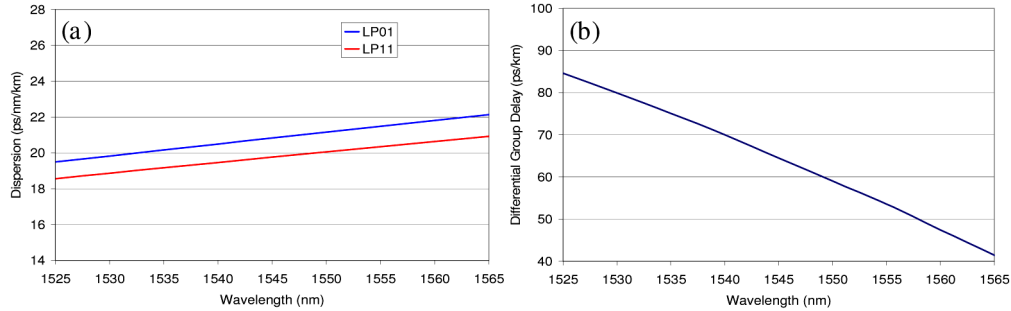 (a)
LP01
LP11
Dispersion (ps/nm/km)
28
26
24
22
20
18
16
14
1525 1530 1535 1540 1545 1550 1555 1560 1565
Wavelength (nm)
(b)
Differential Group Delay (ps/km)
100
90
80
70
60
50
40
1525 1530 1535 1540 1545 1550 1555 1560 1565
Wavelength (nm)